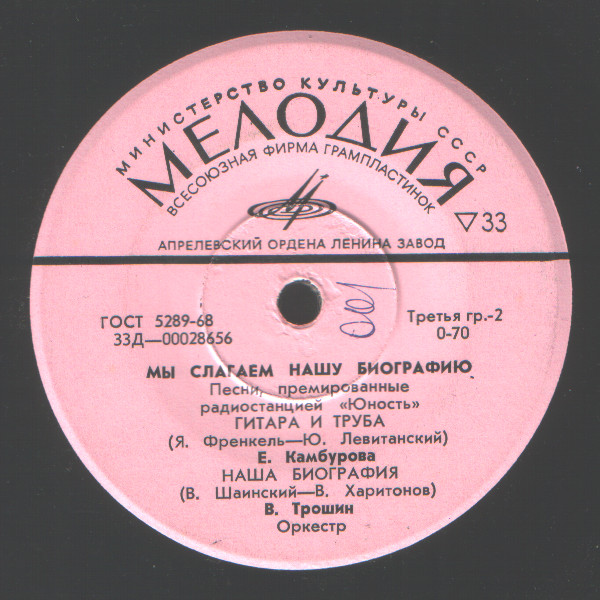 МИНИСТЕРСТВО КУЛЬТУРЫ СССР
МЕЛОДИЯ
ВСЕСОЮЗНАЯ ФИРМА ГРАМПЛАСТИНОК
▽33
АПРЕЛЕВСКИЙ ОРДЕНА ЛЕНИНА ЗАВОД
ГОСТ 5289-68
33Д—00028656
Третья гр.-2
0-70
МЫ СЛАГАЕМ НАШУ БИОГРАФИЮ
Песни, премированные
радиостанцией «Юность»
ГИТАРА И ТРУБА
(Я. Френкель—Ю. Левитанский)
Е. Камбурова
НАША БИОГРАФИЯ
(В. Шаинский—В. Харитонов)
В. Трошин
Оркестр